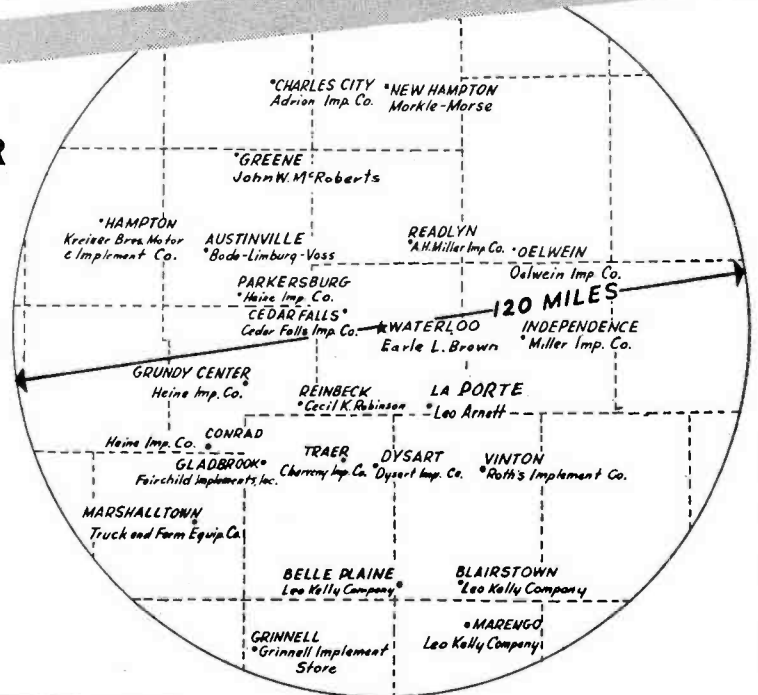 R
CHARLES CITY
Adrion Imp. Co.
NEW HAMPTON
Morkle-Morse
GREENE
John W. McRoberts
HAMPTON
Kreiner Bros. Motor
& Implement Co.
AUSTINVILLE
Bode-Limburg-Voss
READLYN
A.H. Miller Imp. Co.
OELWEIN
Oelwein Imp. Co.
PARKERSBURG
Heine Imp. Co.
120 MILES
CEDAR FALLS
Cedar Falls Imp. Co.
WATERLOO
Earle L. Brown
INDEPENDENCE
Miller Imp. Co.
GRUNDY CENTER
Heine Imp. Co.
REINBECK
Cecil K. Robinson
LA PORTE
Leo Arnett
Heine Imp. Co. CONRAD
GLADBROOK
Fairchild Implements, Inc.
TRAER
Imp. Co.
DYSART
Dysart Imp. Co.
VINTON
Roth's Implement Co.
MARSHALLTOWN
Truck and Farm Equip. Co.
BELLE PLAINE
Leo Kelly Company
BLAIRSTOWN
Leo Kelly Company
MARENGO
Leo Kelly Company
GRINNELL
Grinnell Implement
Store